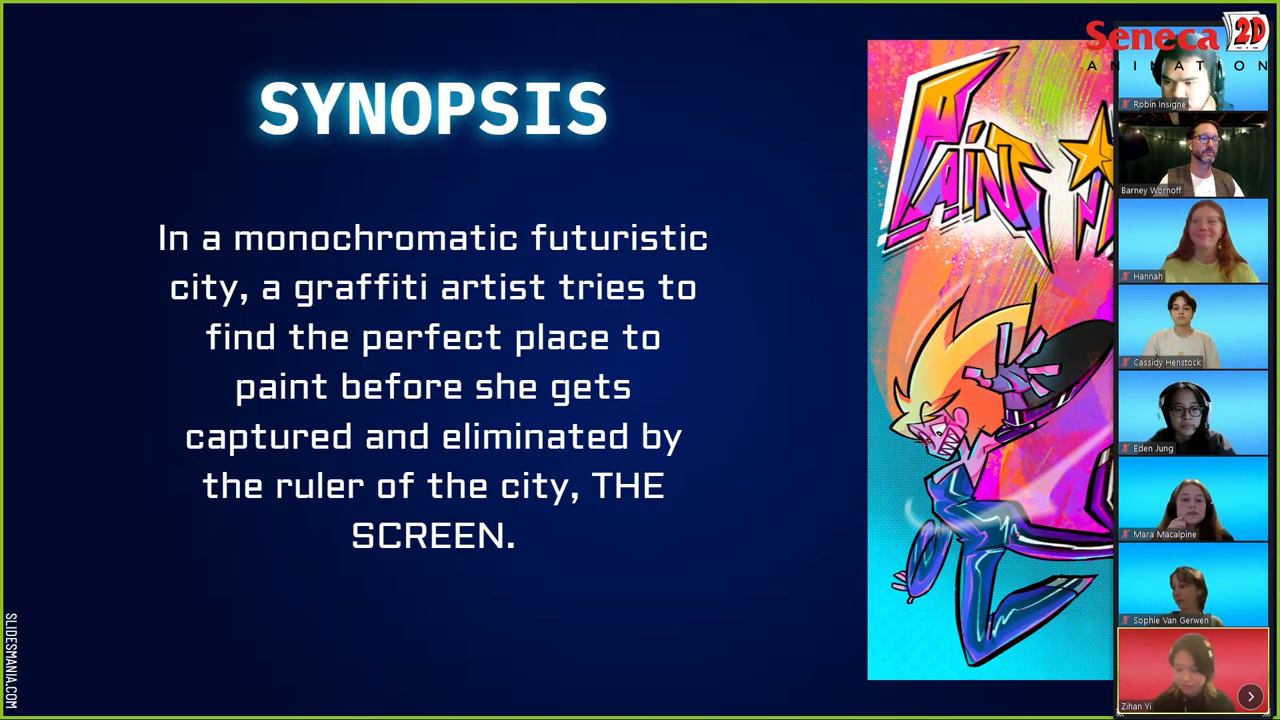 SYNOPSIS
In a monochromatic futuristic
city, a graffiti artist tries to
find the perfect place to
paint before she gets
captured and eliminated by
the ruler of the city, THE
SCREEN.
SLIDESMANIA.COM
PAINT
Seneca 2D
ANIMATION
Robin Insigne
Barney Wornoff
Hannah
Cassidy Henstock
Eden Jung
Mara Macalpine
Sophie Van Gerwen
Zihan Yi